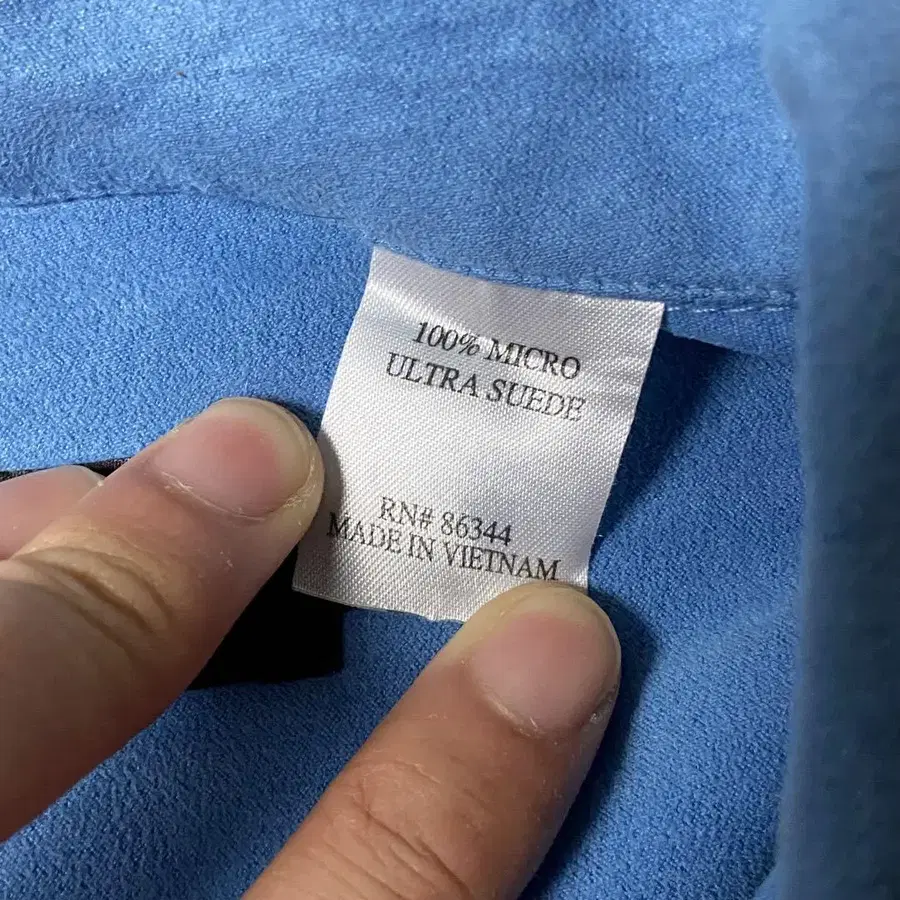 100% MICRO
ULTRA SUEDE
RN# 86344
MADE IN VIETNAM